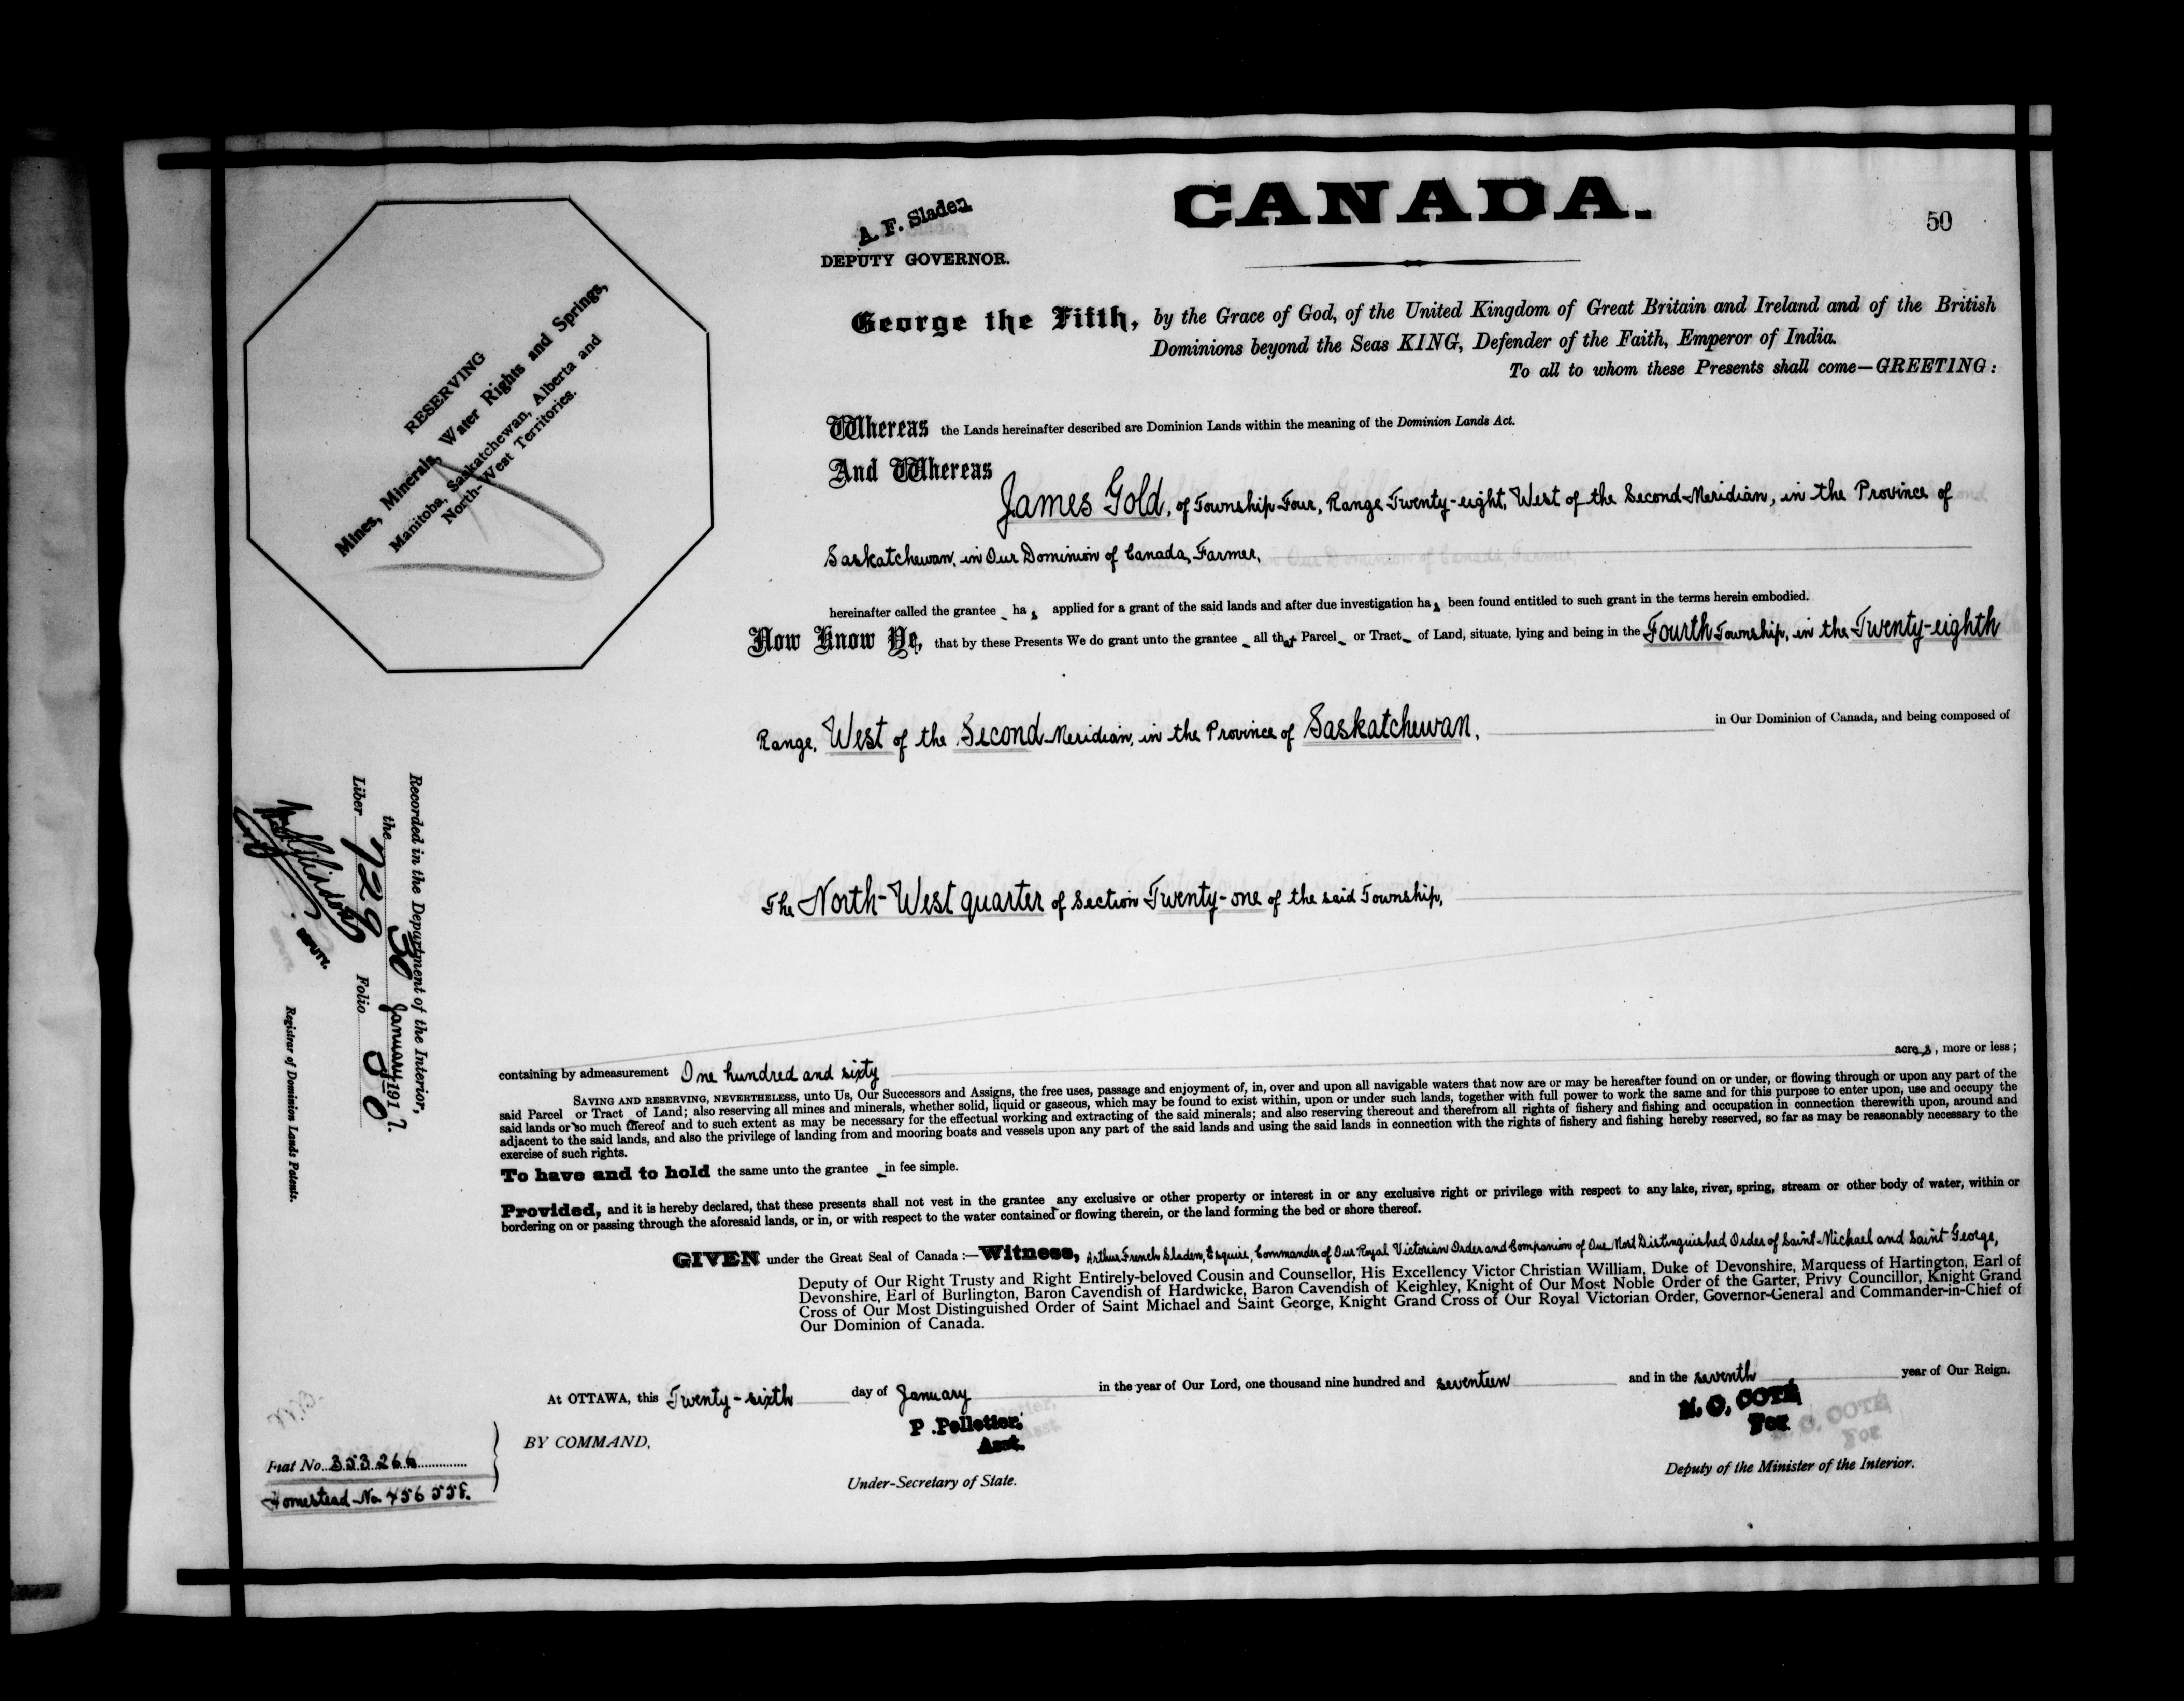 CANADA.
50
A. F. Sladen
DEPUTY GOVERNOR.
George the Fifth, by the Grace of God, of the United Kingdom of Great Britain and Ireland and of the British
Dominions beyond the Seas KING, Defender of the Faith, Emperor of India.
To all to whom these Presents shall come—GREETING:
RESERVING
Mines, Minerals, Water Rights and Springs,
Manitoba, Saskatchewan, Alberta and
North-West Territories.
Whereas the Lands hereinafter described are Dominion Lands within the meaning of the Dominion Lands Act.
And Whereas
James Gold, of Township Four, Range Twenty-eight, West of the Second Meridian, in the Province of
Saskatchewan, in Our Dominion of Canada, Farmer,
hereinafter called the grantee has applied for a grant of the said lands and after due investigation has been found entitled to such grant in the terms herein embodied.
Now Know Ye, that by these Presents We do grant unto the grantee all that Parcel or Tract of Land, situate, lying and being in the Fourth Township, in the Twenty-eighth
Range, West of the Second Meridian, in the Province of Saskatchewan, in Our Dominion of Canada, and being composed of
The North-West quarter of Section Twenty-one of the said Township,
Recorded in the Department of the Interior,
the 30 January 1917.
Liber 729 Folio 50
DEPUTY.
Registrar of Dominion Lands Patents.
containing by admeasurement One hundred and sixty acres, more or less;
SAVING AND RESERVING, NEVERTHELESS, unto Us, Our Successors and Assigns, the free uses, passage and enjoyment of, in, over and upon all navigable waters that now are or may be hereafter found on or under, or flowing through or upon any part of the
said Parcel or Tract of Land; also reserving all mines and minerals, whether solid, liquid or gaseous, which may be found to exist within, upon or under such lands, together with full power to work the same and for this purpose to enter upon, use and occupy the
said lands or so much thereof and to such extent as may be necessary for the effectual working and extracting of the said minerals; and also reserving thereout and therefrom all rights of fishery and fishing and occupation in connection therewith upon, around and
adjacent to the said lands, and also the privilege of landing from and mooring boats and vessels upon any part of the said lands and using the said lands in connection with the rights of fishery and fishing hereby reserved, so far as may be reasonably necessary to the
exercise of such rights.
To have and to hold the same unto the grantee in fee simple.
Provided, and it is hereby declared, that these presents shall not vest in the grantee any exclusive or other property or interest in or any exclusive right or privilege with respect to any lake, river, spring, stream or other body of water, within or
bordering on or passing through the aforesaid lands, or in, or with respect to the water contained or flowing therein, or the land forming the bed or shore thereof.
GIVEN under the Great Seal of Canada :—Witness, Arthur French Sladen, Esquire, Commander of Our Royal Victorian Order and Companion of Our Most Distinguished Order of Saint Michael and Saint George,
Deputy of Our Right Trusty and Right Entirely-beloved Cousin and Counsellor, His Excellency Victor Christian William, Duke of Devonshire, Marquess of Hartington, Earl of
Devonshire, Earl of Burlington, Baron Cavendish of Hardwicke, Baron Cavendish of Keighley, Knight of Our Most Noble Order of the Garter, Privy Councillor, Knight Grand
Cross of Our Most Distinguished Order of Saint Michael and Saint George, Knight Grand Cross of Our Royal Victorian Order, Governor-General and Commander-in-Chief of
Our Dominion of Canada.
At OTTAWA, this Twenty-sixth day of January in the year of Our Lord, one thousand nine hundred and seventeen and in the seventh year of Our Reign.
BY COMMAND,
P. Pelletier,
Asst.
Under-Secretary of State.
N. O. COTÉ
For
Deputy of the Minister of the Interior.
Fiat No. 353266
Homestead No. 456558.